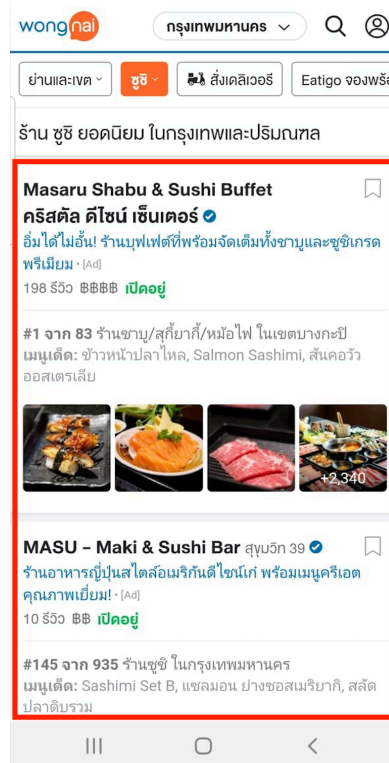 wongnai
กรุงเทพมหานคร
ย่านและเขต
ซูชิ
สั่งเดลิเวอรี
Eatigo จองพร้อ
ร้าน ซูชิ ยอดนิยม ในกรุงเทพและปริมณฑล
Masaru Shabu & Sushi Buffet
คริสตัล ดีไซน์ เซ็นเตอร์
อิ่มได้ไม่อั้น! ร้านบุฟเฟต์ที่พร้อมจัดเต็มทั้งชาบูและซูชิเกรด
พรีเมียม · [Ad]
198 รีวิว ฿฿฿฿ เปิดอยู่
#1 จาก 83 ร้านชาบู/สุกี้ยากี้/หม้อไฟ ในเขตบางกะปิ
เมนูเด็ด: ข้าวหน้าปลาไหล, Salmon Sashimi, สันคอวัว
ออสเตรเลีย
+2,340
MASU – Maki & Sushi Bar สุขุมวิท 39
ร้านอาหารญี่ปุ่นสไตล์อเมริกันดีไซน์เก๋ พร้อมเมนูครีเอต
คุณภาพเยี่ยม! · [Ad]
10 รีวิว ฿฿ เปิดอยู่
#145 จาก 935 ร้านซูชิ ในกรุงเทพมหานคร
เมนูเด็ด: Sashimi Set B, แซลมอน ย่างซอสเมริยากิ, สลัด
ปลาดิบรวม